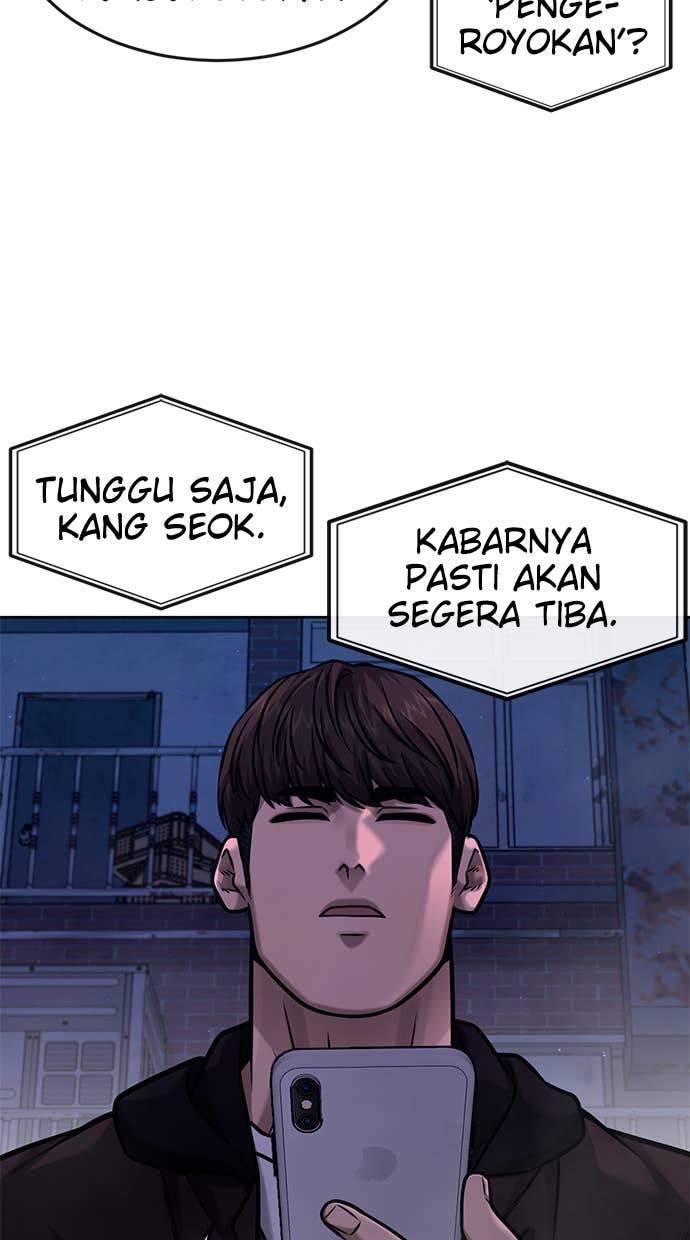 'PENGE-
ROYOKAN'?
TUNGGU SAJA,
KANG SEOK.
KABARNYA
PASTI AKAN
SEGERA TIBA.